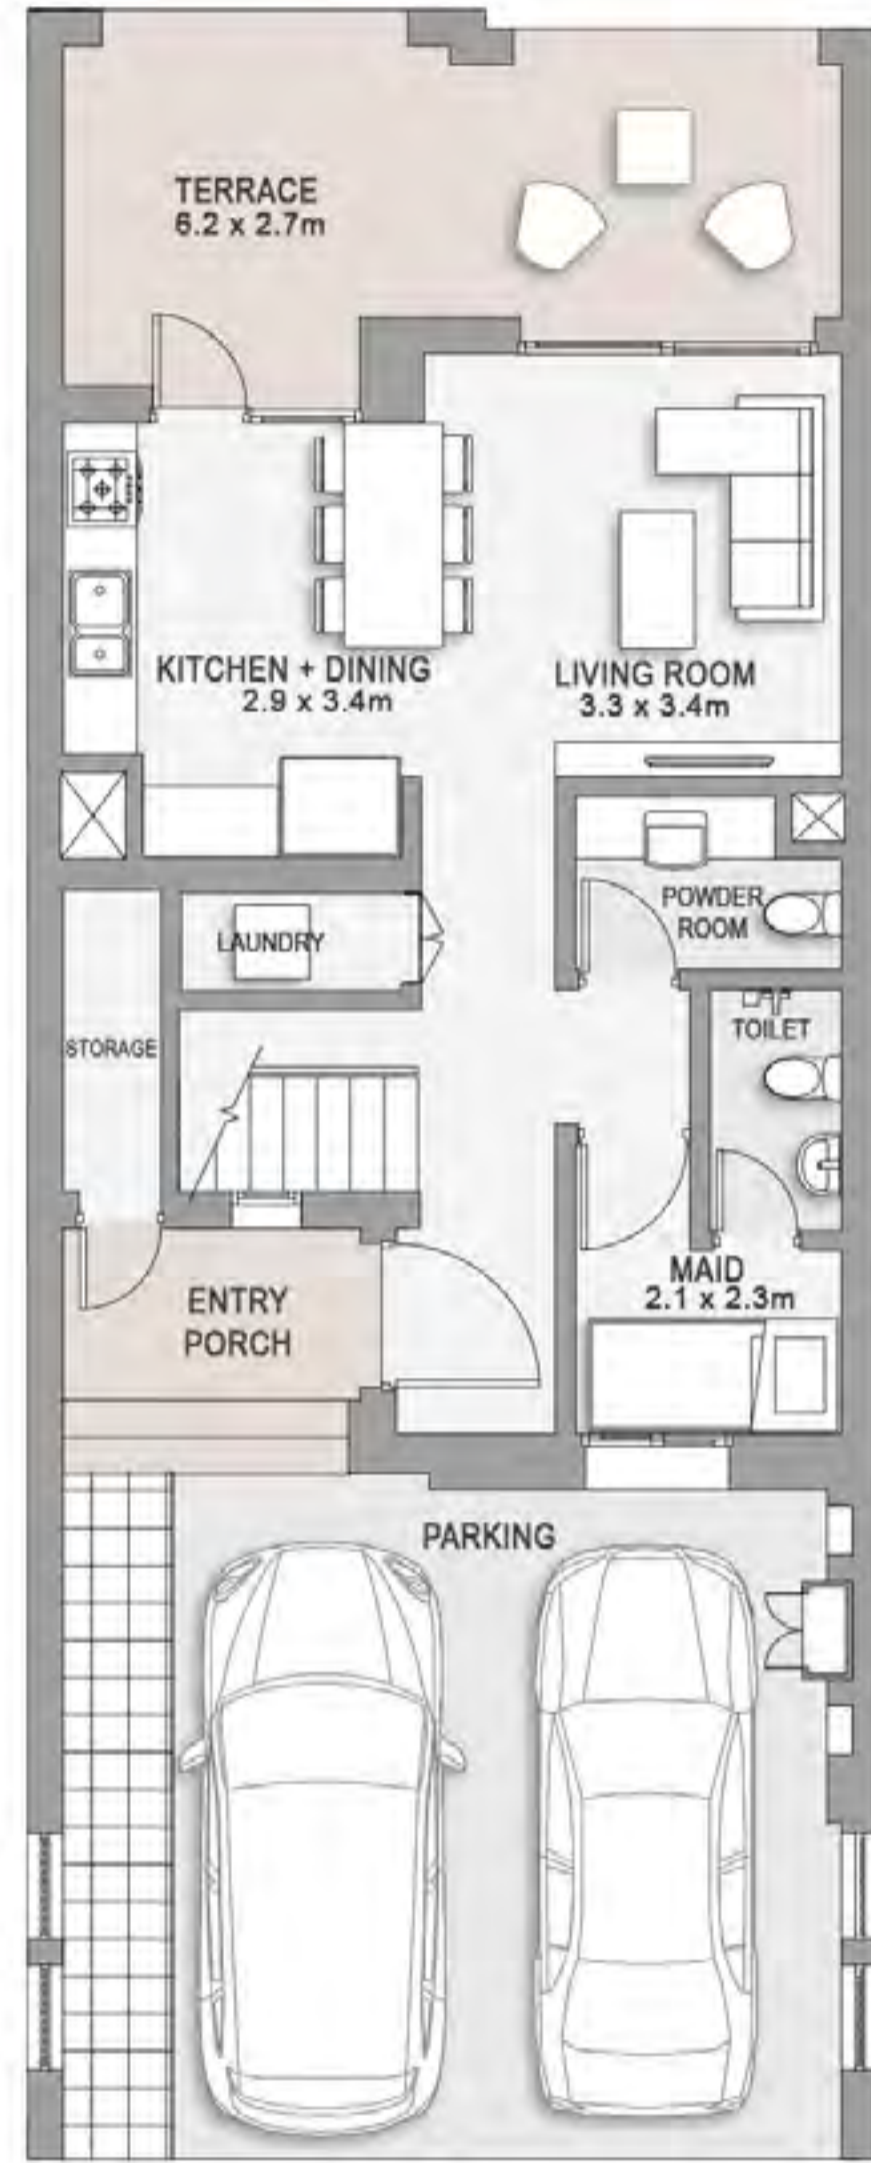 TERRACE
6.2 x 2.7m
KITCHEN + DINING
2.9 x 3.4m
LIVING ROOM
3.3 x 3.4m
POWDER
ROOM
LAUNDRY
TOILET
STORAGE
MAID
2.1 x 2.3m
ENTRY
PORCH
PARKING